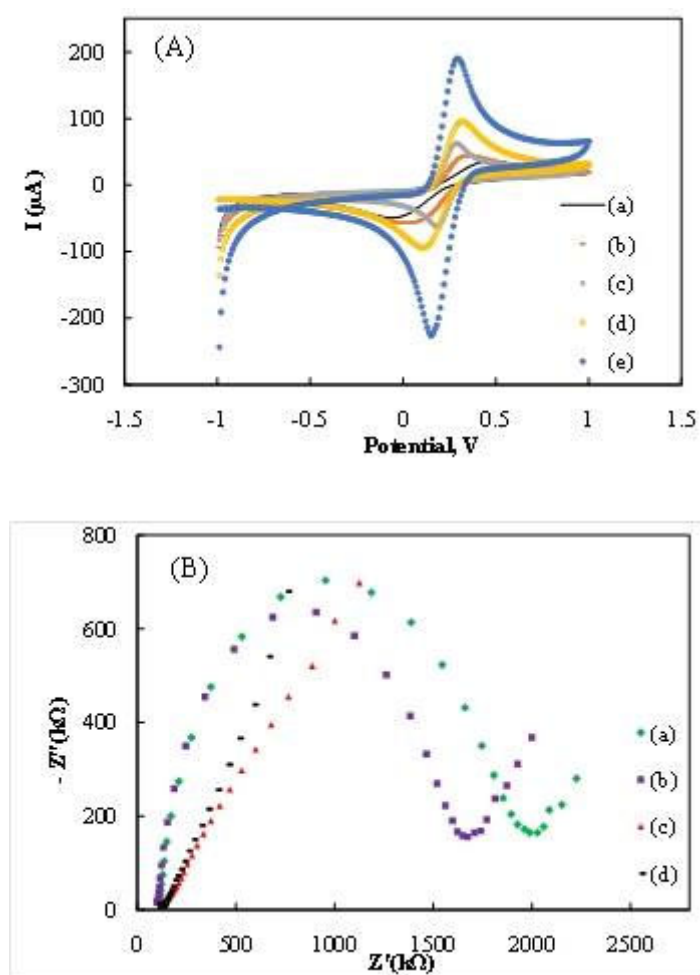 (A)
200
100
0
-100
-200
-300
I (µA)
-1.5 -1 -0.5 0 0.5 1 1.5
Potential, V
(a)
(b)
(c)
(d)
(e)
(B)
800
600
400
200
0
- Z"(kΩ)
0 500 1000 1500 2000 2500
Z'(kΩ)
(a)
(b)
(c)
(d)